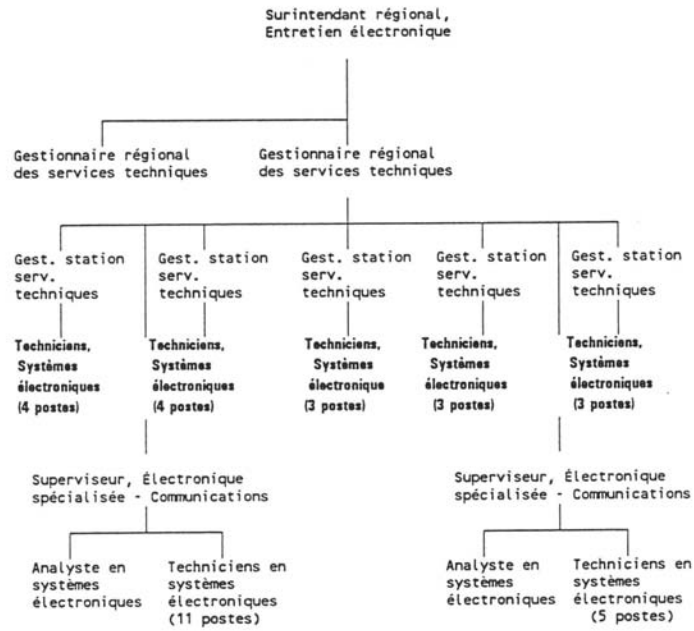 Surintendant régional,
Entretien électronique
Gestionnaire régional
des services techniques
Gestionnaire régional
des services techniques
Gest. station
serv.
techniques
Gest. station
serv.
techniques
Gest. station
serv.
techniques
Gest. station
serv.
techniques
Gest. station
serv.
techniques
Techniciens,
Systèmes
électroniques
(4 postes)
Techniciens,
Systèmes
électroniques
(4 postes)
Techniciens,
Systèmes
électronique
(3 postes)
Techniciens,
Systèmes
électroniques
(3 postes)
Techniciens,
Systèmes
électroniques
(3 postes)
Superviseur, Électronique
spécialisée - Communications
Superviseur, Électronique
spécialisée - Communications
Analyste en
systèmes
électroniques
Techniciens en
systèmes
électroniques
(11 postes)
Analyste en
systèmes
électroniques
Techniciens en
systèmes
électroniques
(5 postes)